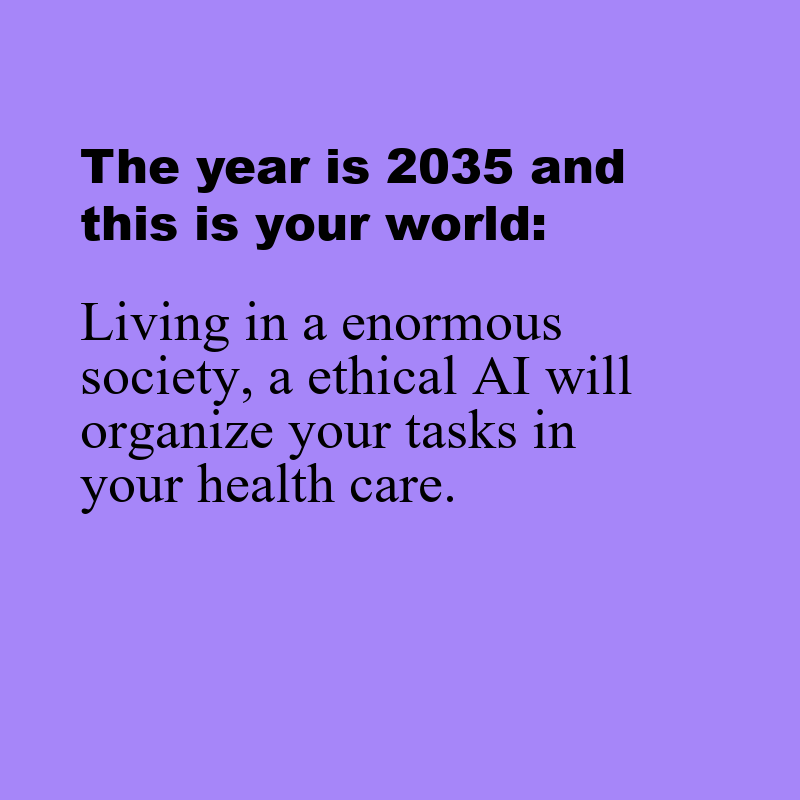 The year is 2035 and
this is your world:
Living in a enormous
society, a ethical AI will
organize your tasks in
your health care.